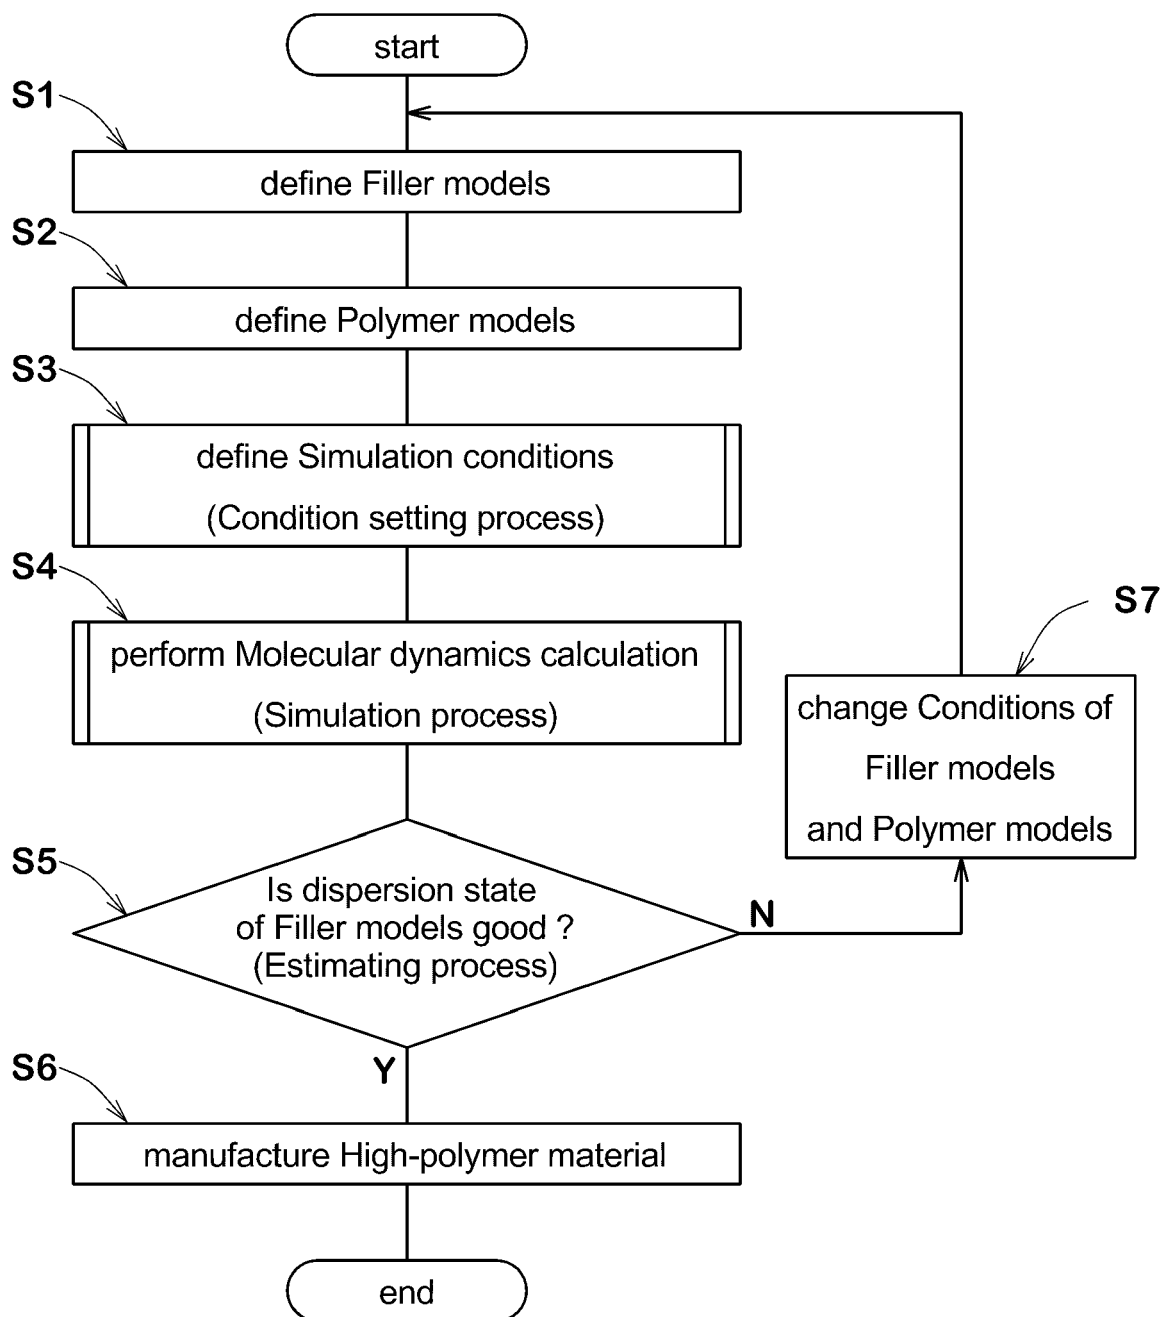 start
S1
define Filler models
S2
define Polymer models
S3
define Simulation conditions
(Condition setting process)
S4
perform Molecular dynamics calculation
(Simulation process)
S7
change Conditions of
Filler models
and Polymer models
S5
Is dispersion state
of Filler models good ?
(Estimating process)
N
Y
S6
manufacture High-polymer material
end